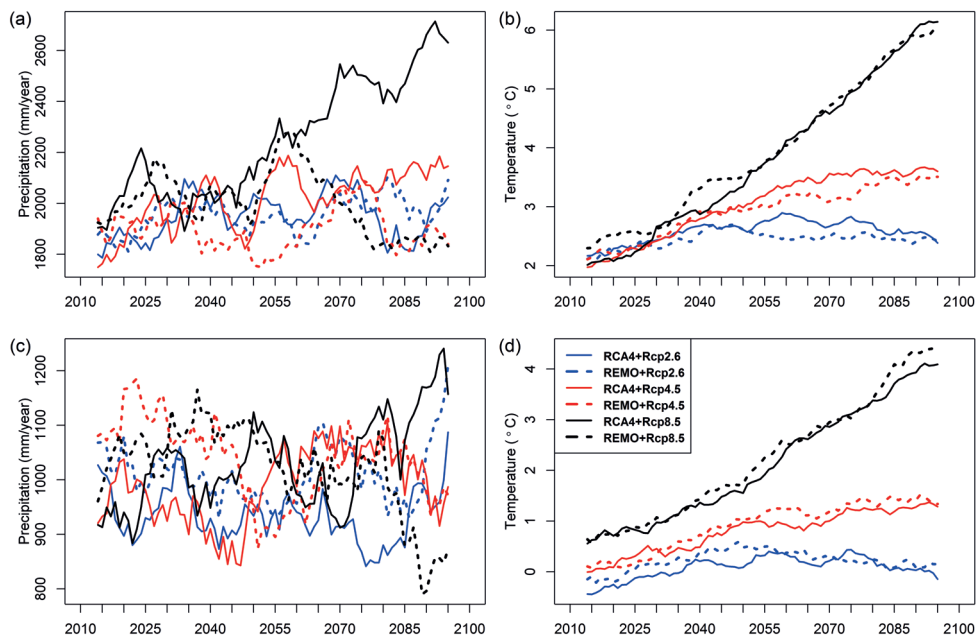 (a)
Precipitation (mm/year)
2600
2400
2200
2000
1800
2010 2025 2040 2055 2070 2085 2100
(b)
Temperature (° C)
6
5
4
3
2
2010 2025 2040 2055 2070 2085 2100
(c)
Precipitation (mm/year)
1200
1100
1000
900
800
2010 2025 2040 2055 2070 2085 2100
(d)
Temperature (°C)
4
3
2
1
0
RCA4+Rcp2.6
REMO+Rcp2.6
RCA4+Rcp4.5
REMO+Rcp4.5
RCA4+Rcp8.5
REMO+Rcp8.5
2010 2025 2040 2055 2070 2085 2100